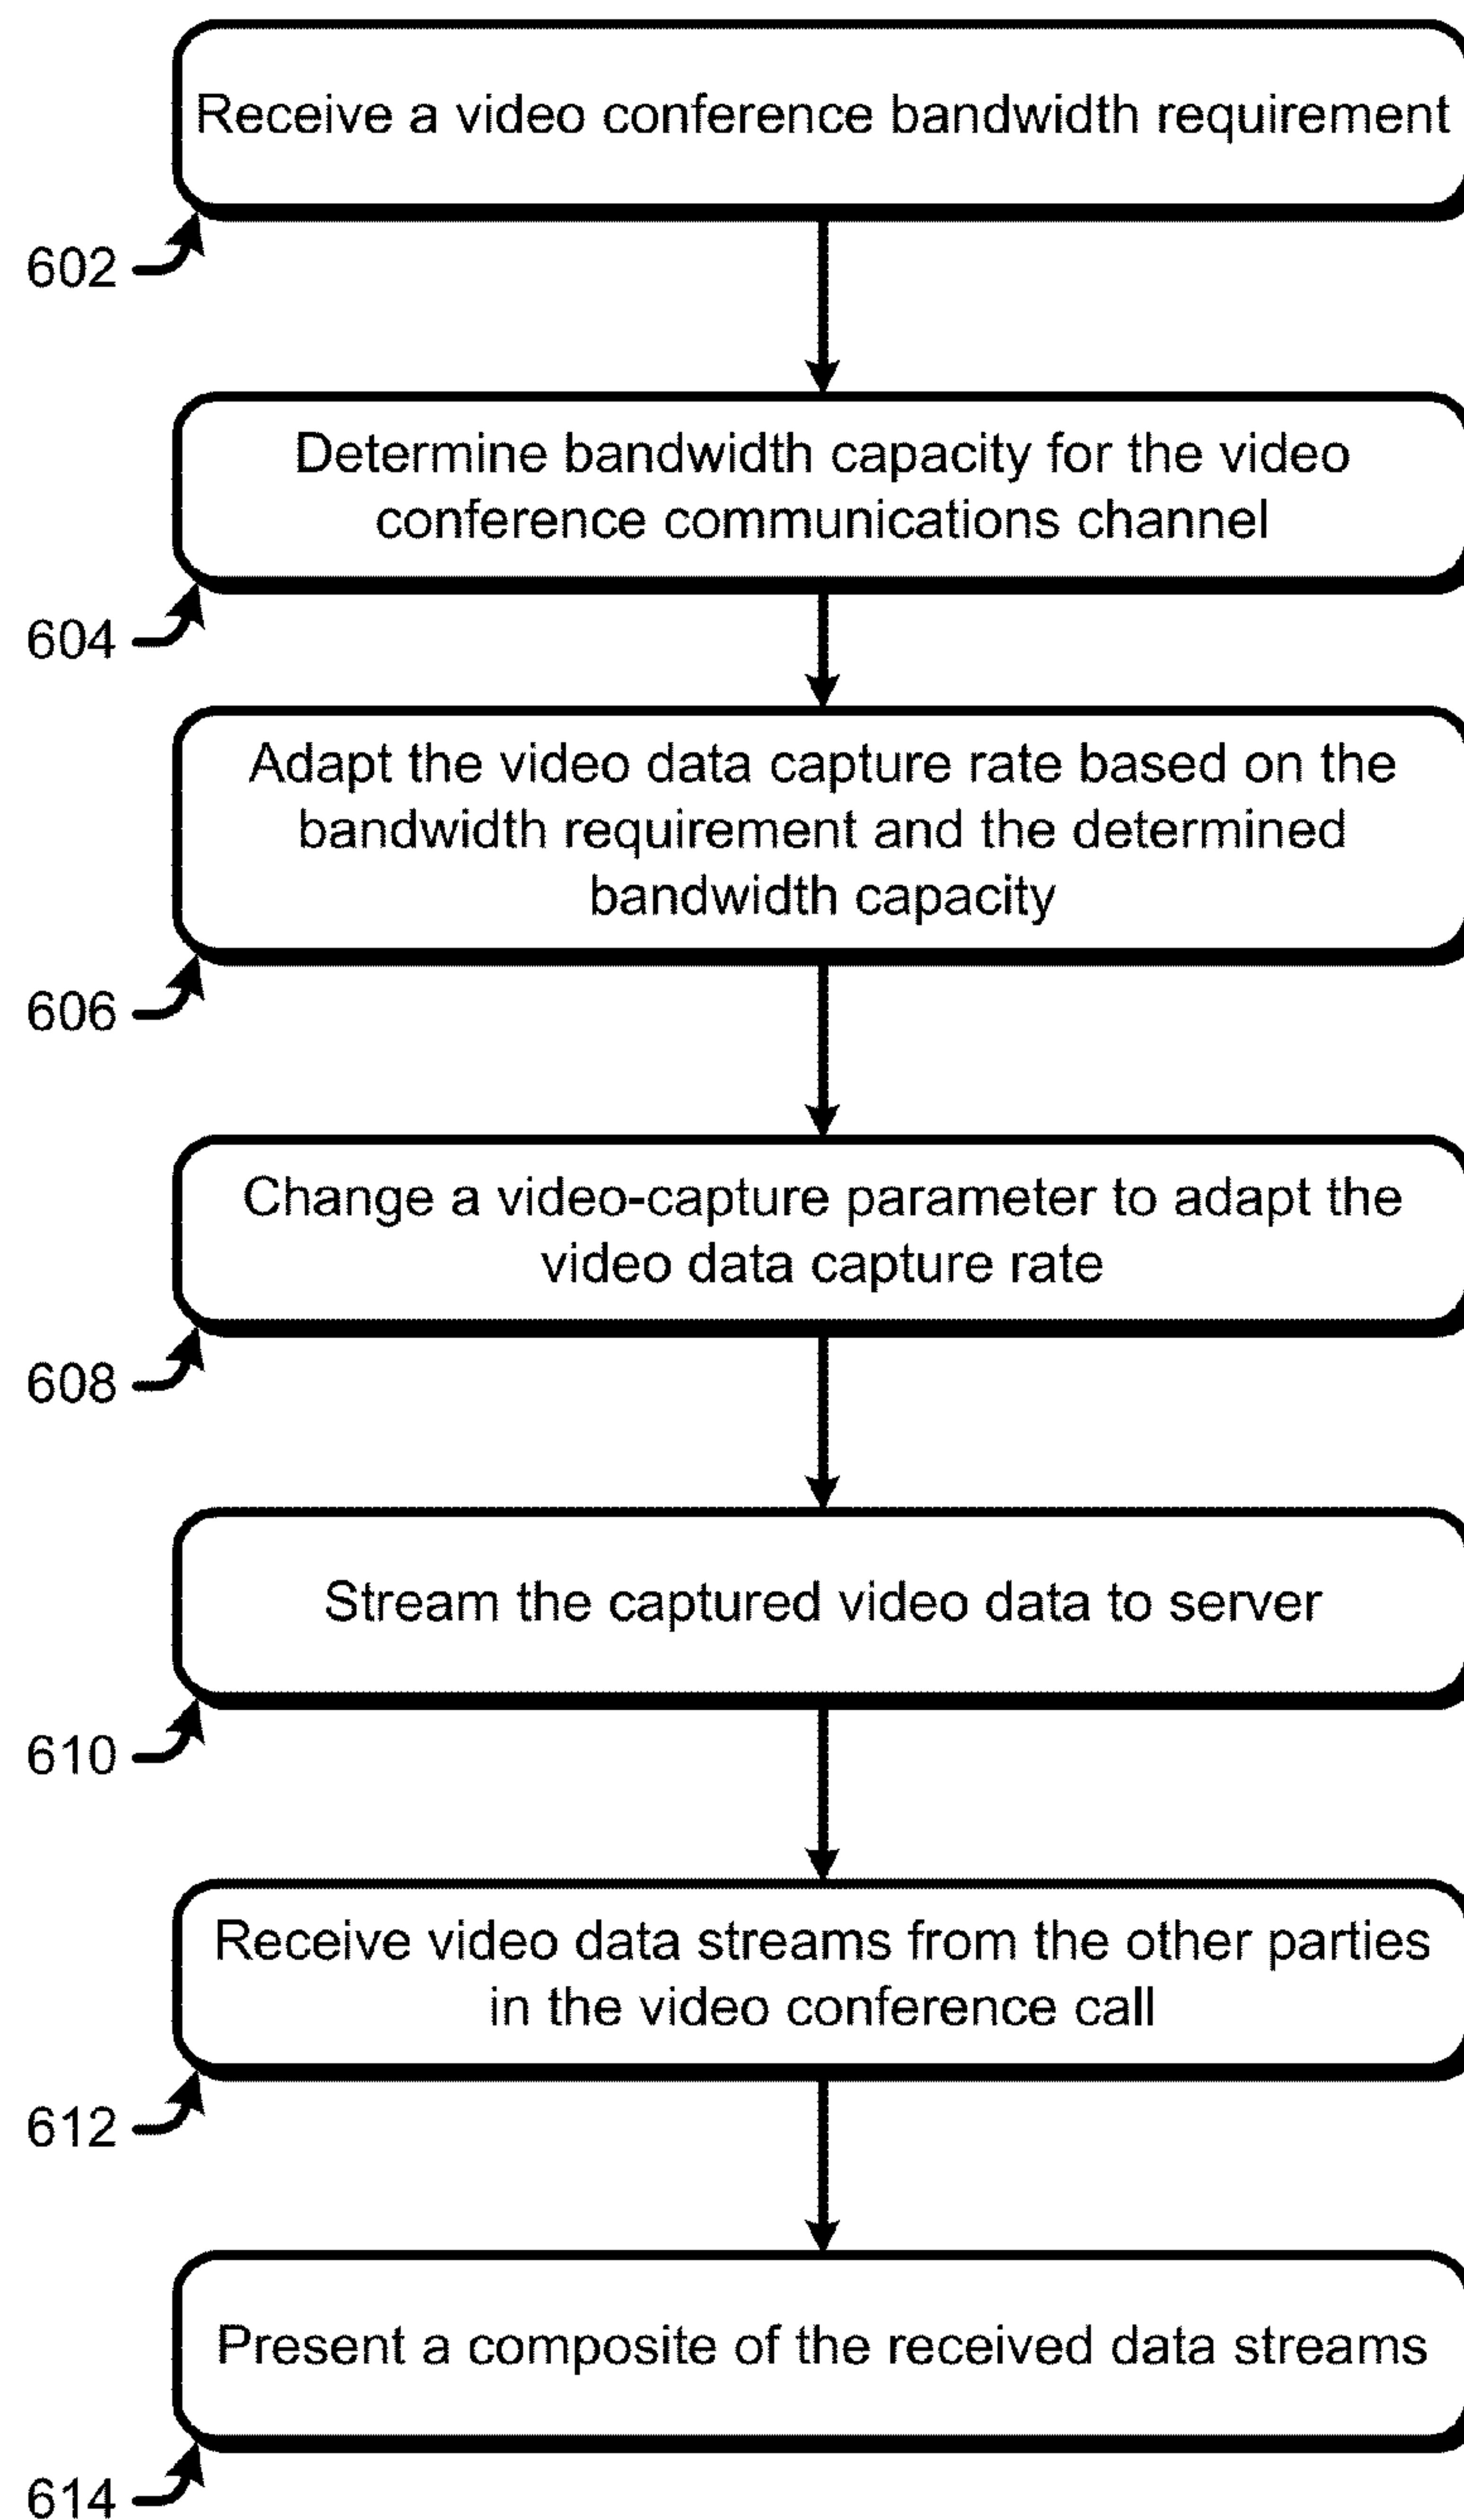 Receive a video conference bandwidth requirement
602
Determine bandwidth capacity for the video
conference communications channel
604
Adapt the video data capture rate based on the
bandwidth requirement and the determined
bandwidth capacity
606
Change a video-capture parameter to adapt the
video data capture rate
608
Stream the captured video data to server
610
Receive video data streams from the other parties
in the video conference call
612
Present a composite of the received data streams
614